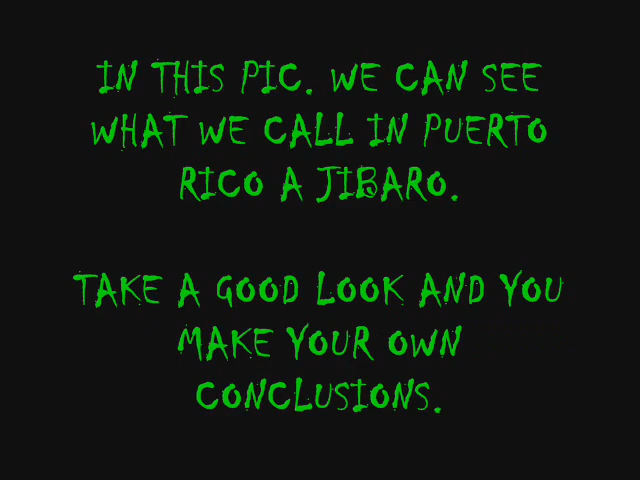 IN THIS PIC. WE CAN SEE
WHAT WE CALL IN PUERTO
RICO A JIBARO.
TAKE A GOOD LOOK AND YOU
MAKE YOUR OWN
CONCLUSIONS.